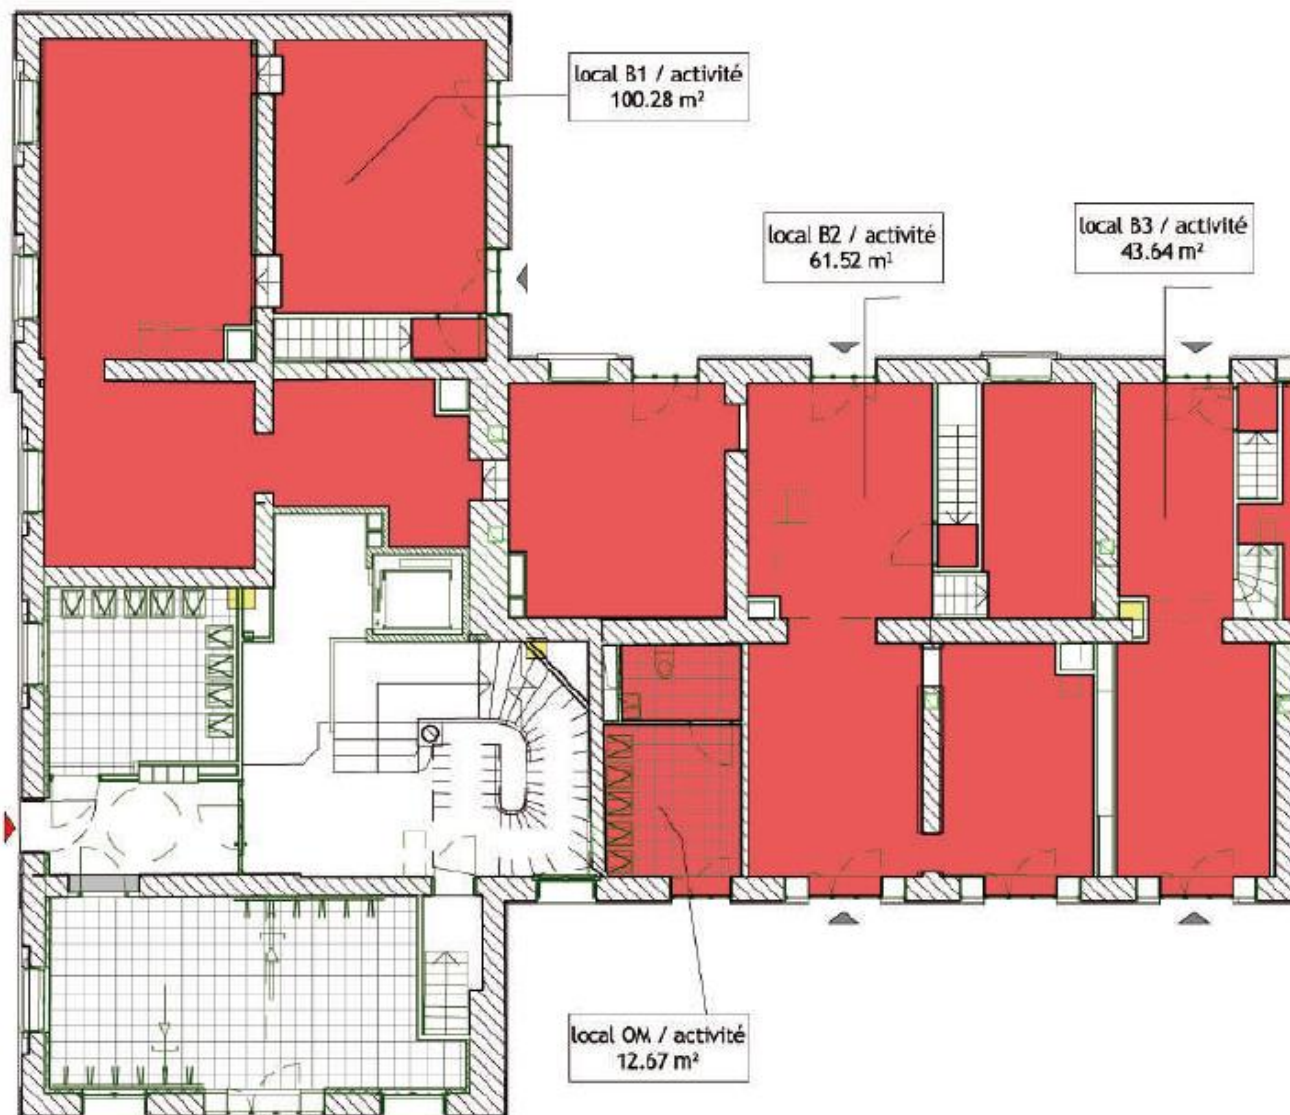 local B1 / activité
100.28 m²
local B2 / activité
61.52 m²
local B3 / activité
43.64 m²
local OM / activité
12.67 m²